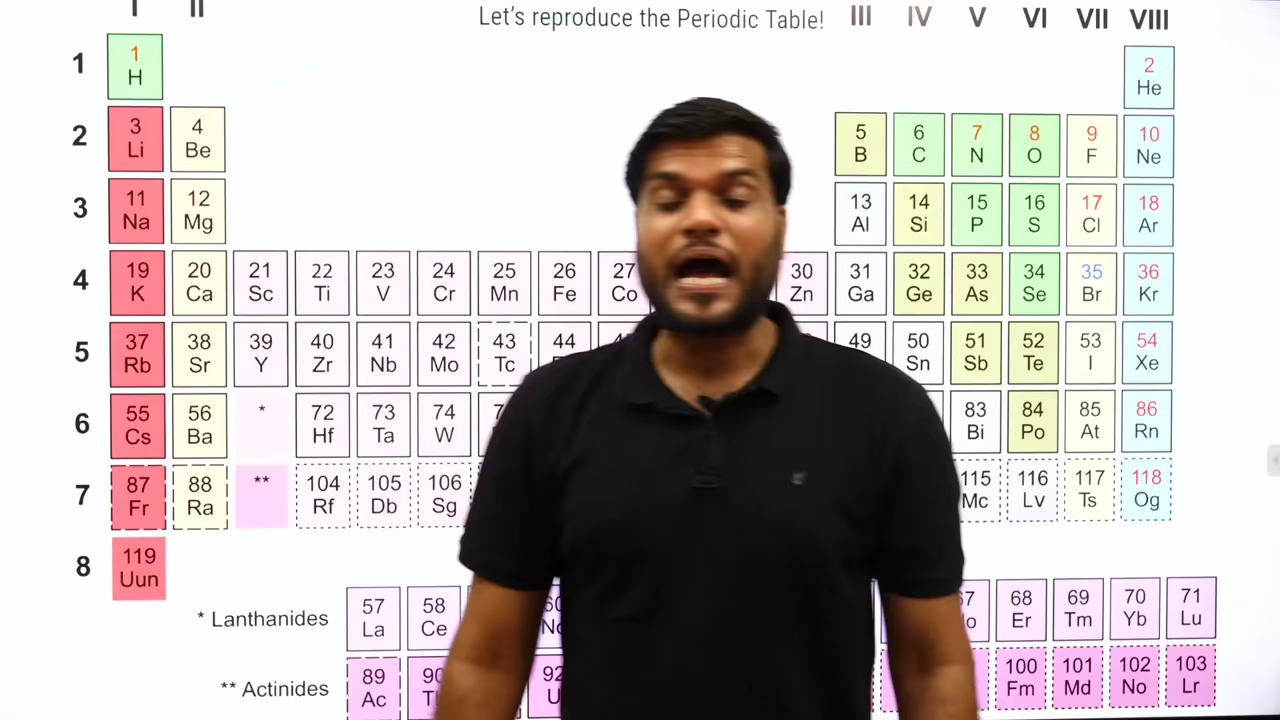 I II Let's reproduce the Periodic Table! III IV V VI VII VIII
1 1 2
H He
2 3 4 5 6 7 8 9 10
Li Be B C N O F Ne
3 11 12 13 14 15 16 17 18
Na Mg Al Si P S Cl Ar
4 19 20 21 22 23 24 25 26 27 30 31 32 33 34 35 36
K Ca Sc Ti V Cr Mn Fe Co Zn Ga Ge As Se Br Kr
5 37 38 39 40 41 42 43 44 49 50 51 52 53 54
Rb Sr Y Zr Nb Mo Tc Sn Sb Te I Xe
6 55 56 * 72 73 74 83 84 85 86
Cs Ba Hf Ta W Bi Po At Rn
7 87 88 ** 104 105 106 115 116 117 118
Fr Ra Rf Db Sg Mc Lv Ts Og
8 119
Uun
* Lanthanides 57 58 68 69 70 71
La Ce Er Tm Yb Lu
** Actinides 89 92 100 101 102 103
Ac U Fm Md No Lr